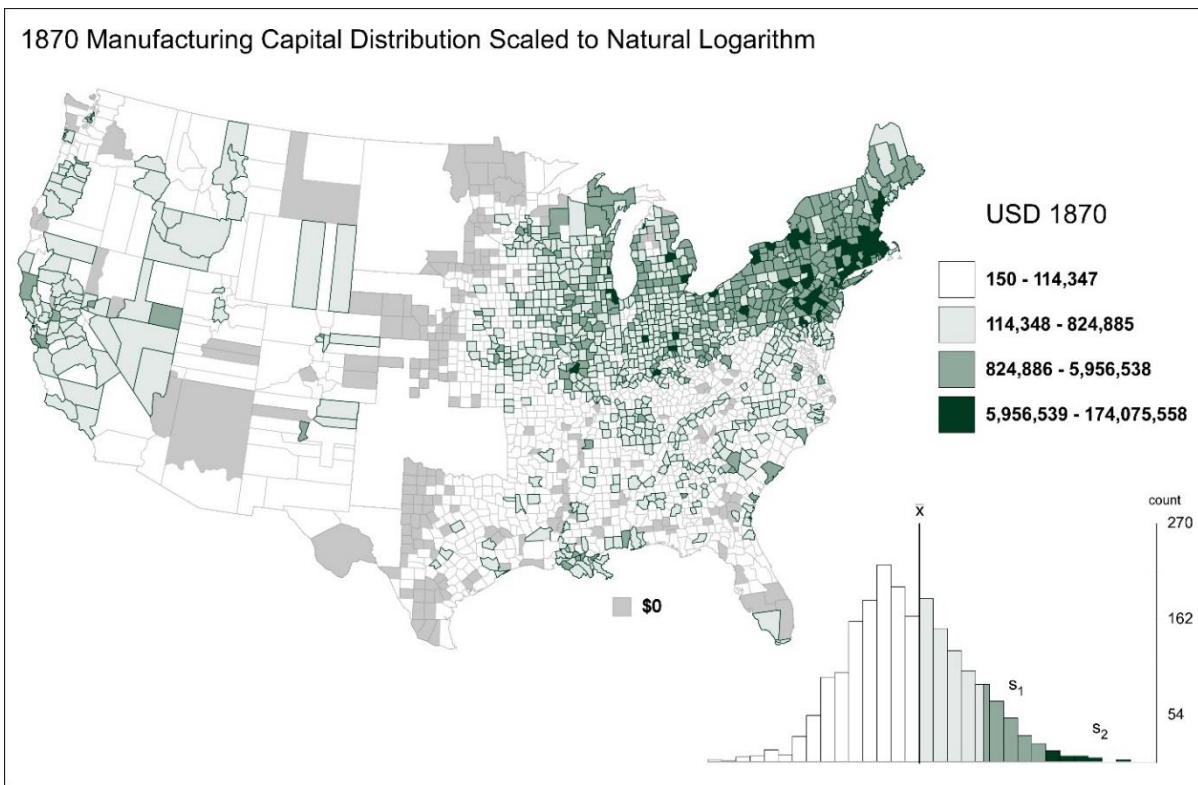 1870 Manufacturing Capital Distribution Scaled to Natural Logarithm
USD 1870
150 - 114,347
114,348 - 824,885
824,886 - 5,956,538
5,956,539 - 174,075,558
$0
x̅
count
270
162
54
s₁
s₂